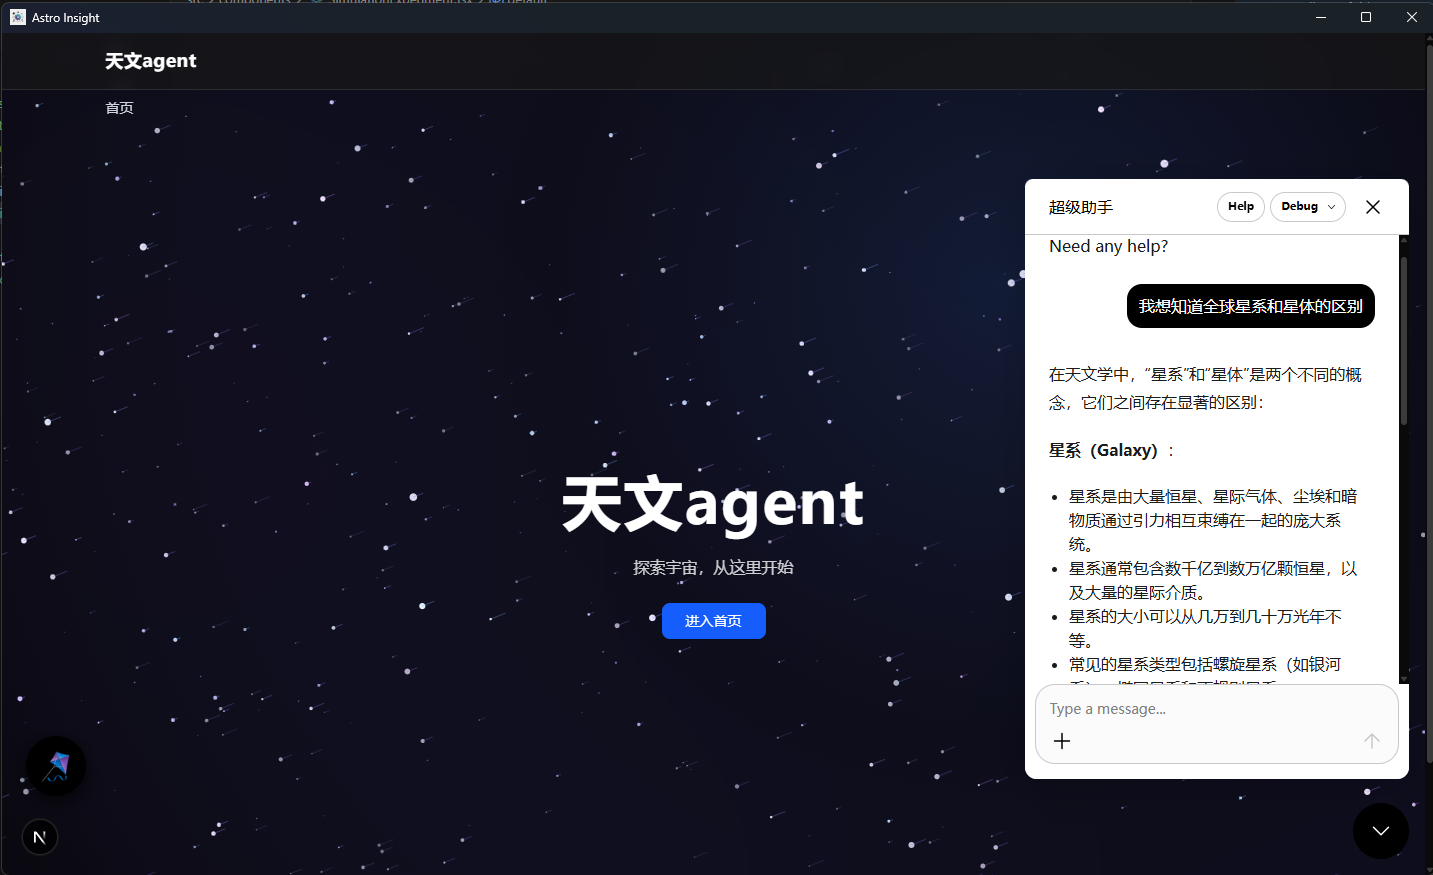 Astro Insight
天文agent
首页
天文agent
探索宇宙，从这里开始
进入首页
N
超级助手
Help
Debug
Need any help?
我想知道全球星系和星体的区别
在天文学中，“星系”和“星体”是两个不同的概
念，它们之间存在显著的区别：
星系（Galaxy）：
• 星系是由大量恒星、星际气体、尘埃和暗
物质通过引力相互束缚在一起的庞大系
统。
• 星系通常包含数千亿到数万亿颗恒星，以
及大量的星际介质。
• 星系的大小可以从几万到几十万光年不
等。
• 常见的星系类型包括螺旋星系（如银河
Type a message...